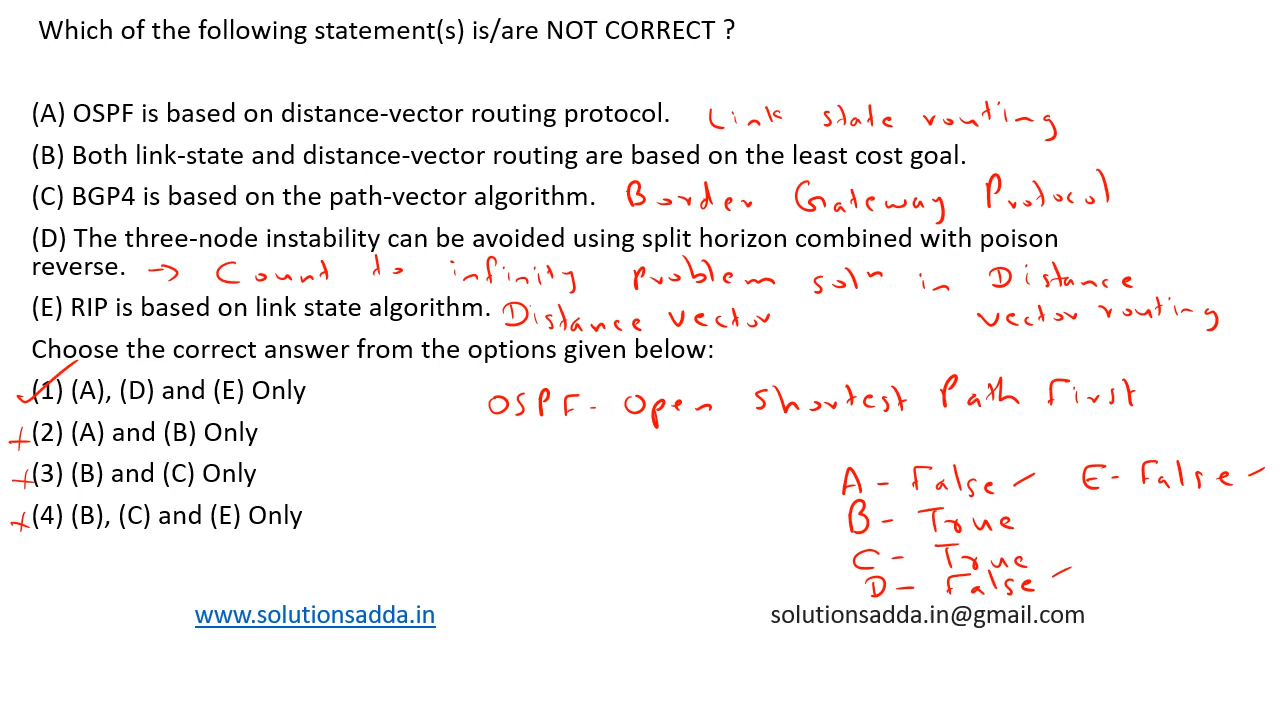 Which of the following statement(s) is/are NOT CORRECT ?
(A) OSPF is based on distance-vector routing protocol. Link state routing
(B) Both link-state and distance-vector routing are based on the least cost goal.
(C) BGP4 is based on the path-vector algorithm. Border Gateway Protocol
(D) The three-node instability can be avoided using split horizon combined with poison
reverse. → Count to infinity problem solⁿ in Distance
vector routing
(E) RIP is based on link state algorithm. Distance vector
Choose the correct answer from the options given below:
(1) (A), (D) and (E) Only
OSPF - Open Shortest Path First
(2) (A) and (B) Only
(3) (B) and (C) Only
A - False E - False
(4) (B), (C) and (E) Only
B - True
C - True
D - False
www.solutionsadda.in solutionsadda.in@gmail.com